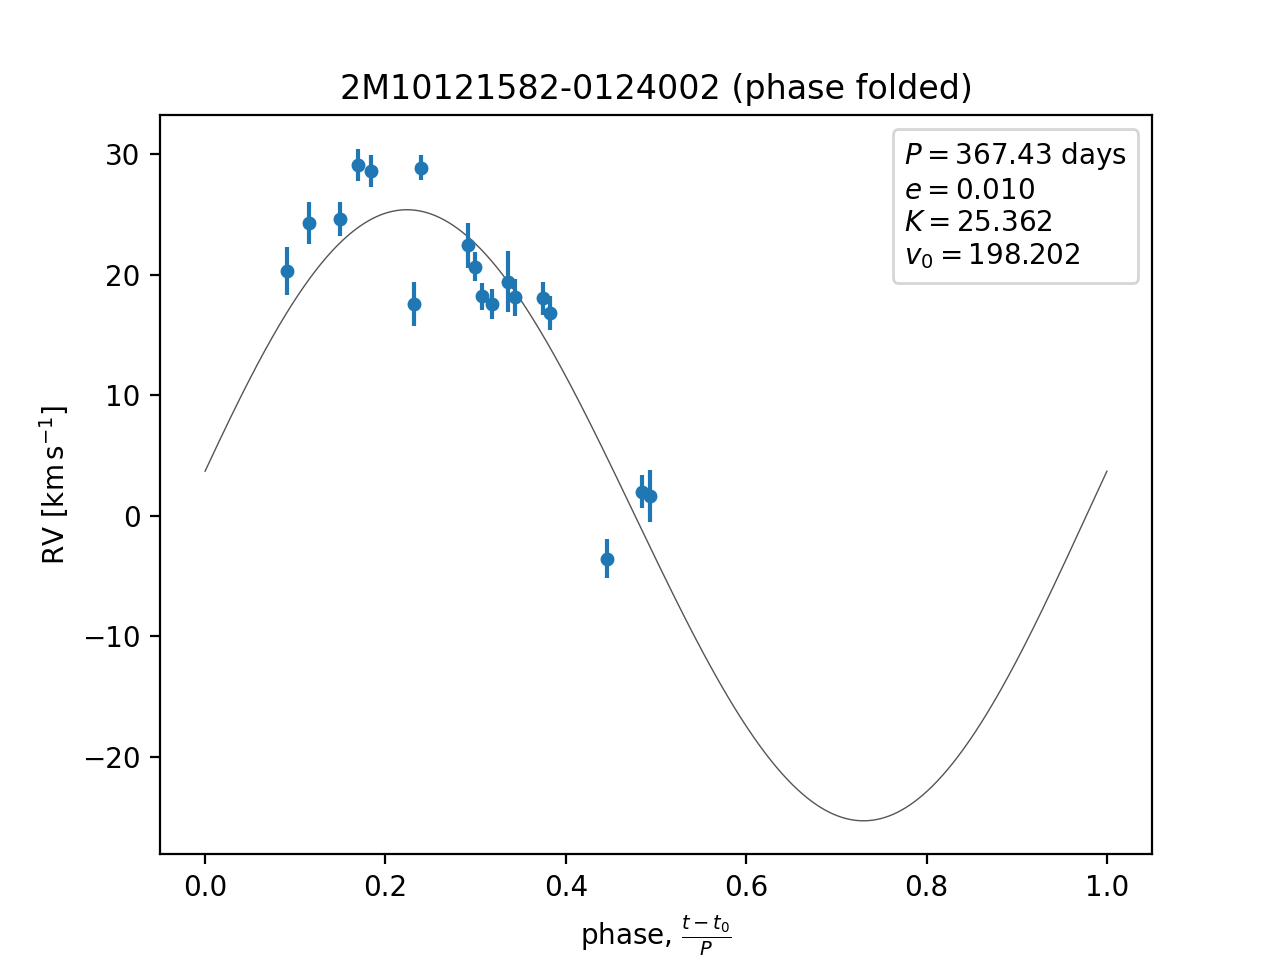 2M10121582-0124002 (phase folded)
P = 367.43 days
e = 0.010
K = 25.362
v₀ = 198.202
RV [km s⁻¹]
30
20
10
0
−10
−20
0.0 0.2 0.4 0.6 0.8 1.0
phase, (t − t₀)/P